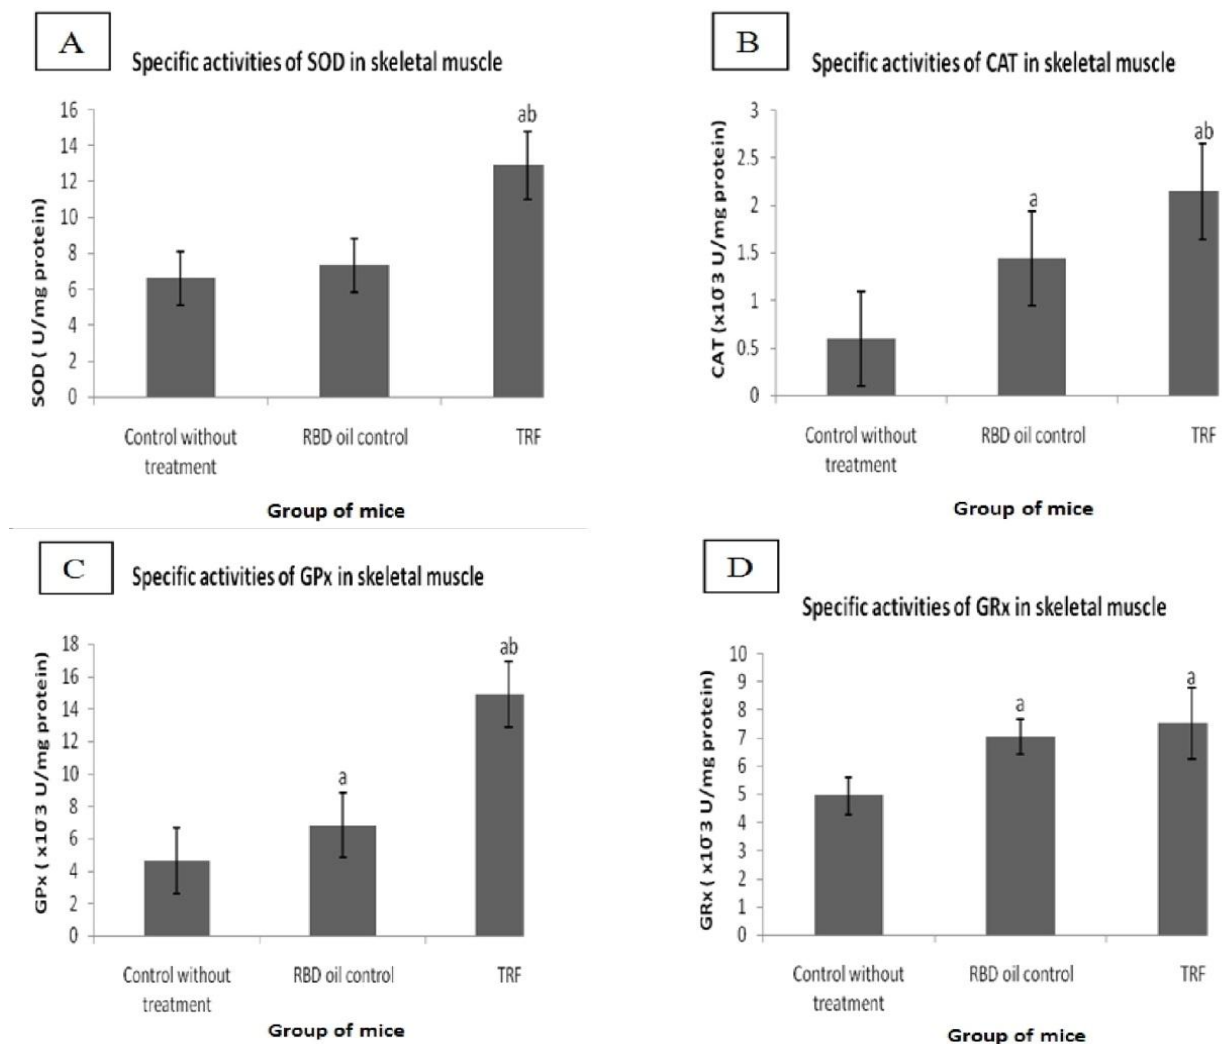 A
Specific activities of SOD in skeletal muscle
SOD ( U/mg protein)
16
14
12
10
8
6
4
2
0
ab
Control without
treatment
RBD oil control
TRF
Group of mice
B
Specific activities of CAT in skeletal muscle
CAT (x10-3 U/mg protein)
3
2.5
2
1.5
1
0.5
0
a
ab
Control without
treatment
RBD oil control
TRF
Group of mice
C
Specific activities of GPx in skeletal muscle
GPx ( x10-3 U/mg protein)
18
16
14
12
10
8
6
4
2
0
a
ab
Control without
treatment
RBD oil control
TRF
Group of mice
D
Specific activities of GRx in skeletal muscle
GRx ( x10-3 U/mg protein)
10
9
8
7
6
5
4
3
2
1
0
a
a
Control without
treatment
RBD oil control
TRF
Group of mice